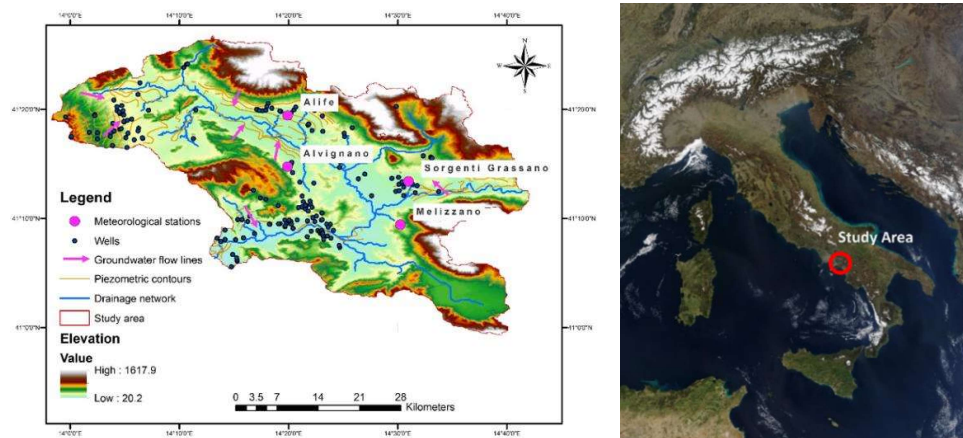 14°0'0"E 14°10'0"E 14°20'0"E 14°30'0"E 14°40'0"E
N
W E
S
41°20'0"N 41°20'0"N
Alife
Alvignano
Sorgenti Grassano
Melizzano
41°10'0"N 41°10'0"N
41°0'0"N 41°0'0"N
Legend
Meteorological stations
Wells
Groundwater flow lines
Piezometric contours
Drainage network
Study area
Elevation
Value
High : 1617.9
Low : 20.2
0 3.5 7 14 21 28
Kilometers
14°0'0"E 14°10'0"E 14°20'0"E 14°30'0"E 14°40'0"E
Study Area